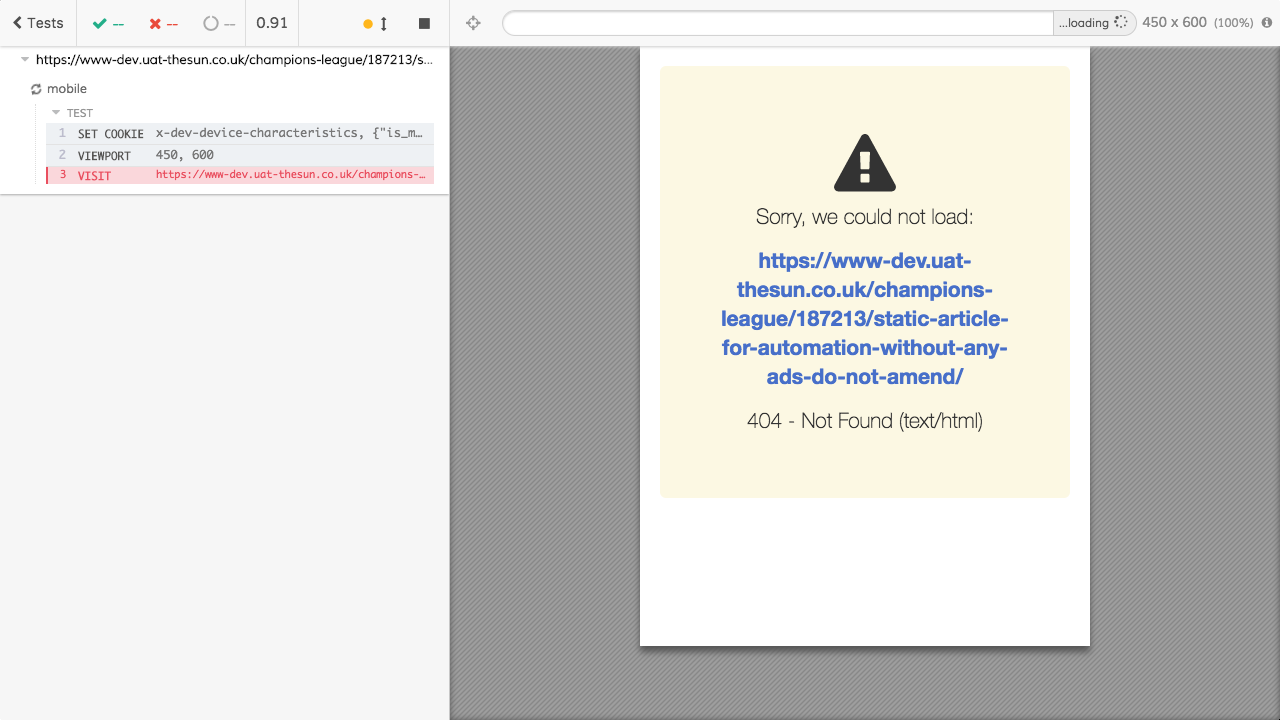 Tests -- -- -- 0.91 ...loading 450 x 600 (100%)
https://www-dev.uat-thesun.co.uk/champions-league/187213/s...
mobile
TEST
1 SET COOKIE x-dev-device-characteristics, {"is_m...
2 VIEWPORT 450, 600
3 VISIT https://www-dev.uat-thesun.co.uk/champions-...
Sorry, we could not load:
https://www-dev.uat-
thesun.co.uk/champions-
league/187213/static-article-
for-automation-without-any-
ads-do-not-amend/
404 - Not Found (text/html)